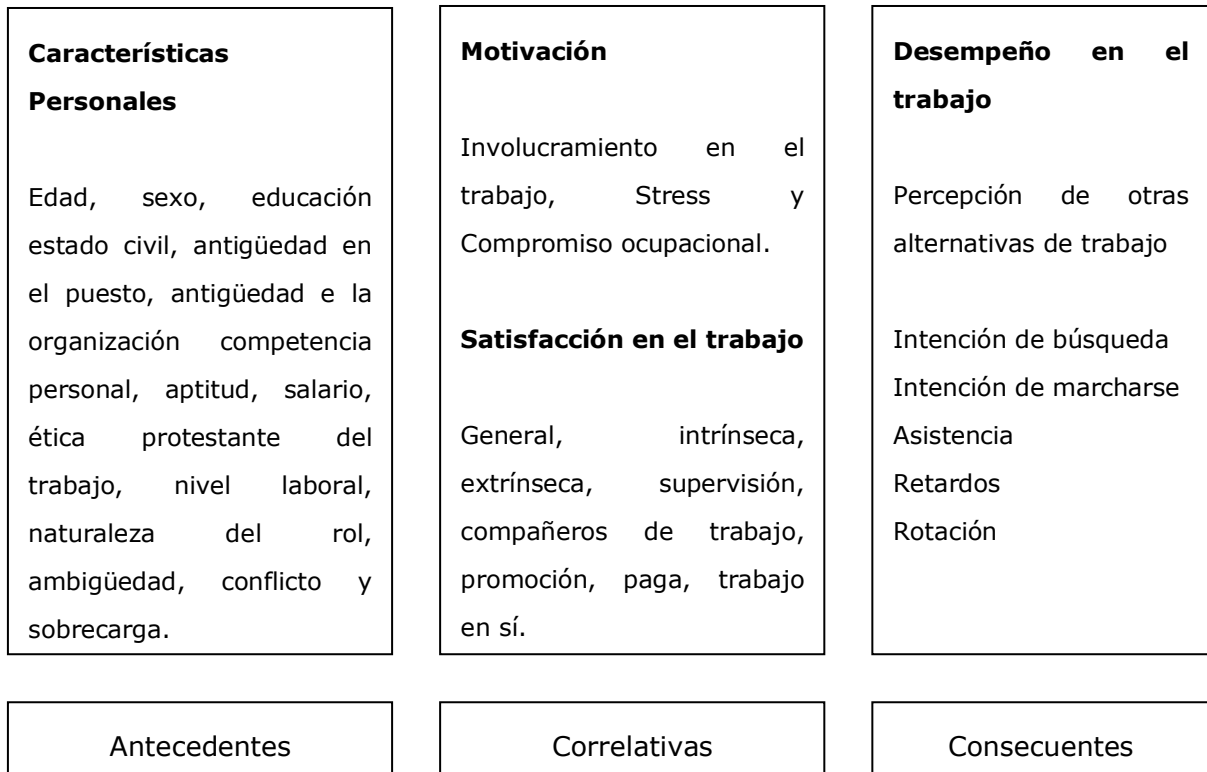 Características
Personales
Edad, sexo, educación
estado civil, antigüedad en
el puesto, antigüedad e la
organización competencia
personal, aptitud, salario,
ética protestante del
trabajo, nivel laboral,
naturaleza del rol,
ambigüedad, conflicto y
sobrecarga.
Motivación
Involucramiento en el
trabajo, Stress y
Compromiso ocupacional.
Satisfacción en el trabajo
General, intrínseca,
extrínseca, supervisión,
compañeros de trabajo,
promoción, paga, trabajo
en sí.
Desempeño en el
trabajo
Percepción de otras
alternativas de trabajo
Intención de búsqueda
Intención de marcharse
Asistencia
Retardos
Rotación
Antecedentes
Correlativas
Consecuentes